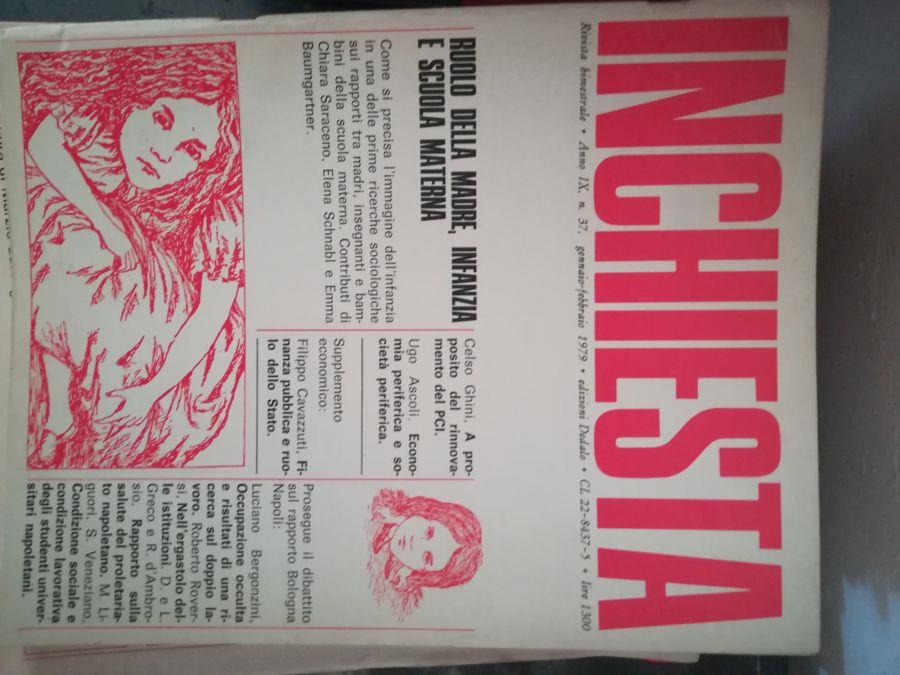 INCHIESTA
Rivista bimestrale • Anno IX, n. 37, gennaio-febbraio 1979 • edizioni Dedalo • CL 22-8437-5 • lire 1300
RUOLO DELLA MADRE, INFANZIA
E SCUOLA MATERNA
Come si precisa l'immagine dell'infanzia
in una delle prime ricerche sociologiche
sui rapporti tra madri, insegnanti e bam-
bini della scuola materna. Contributi di
Chiara Saraceno, Elena Schnabl e Emma
Baumgartner.
Celso Ghini. A pro-
posito del rinnova-
mento del PCI.
Ugo Ascoli. Econo-
mia periferica e so-
cietà periferica.
Supplemento
economico:
Filippo Cavazzuti. Fi-
nanza pubblica e ruo-
lo dello Stato.
Prosegue il dibattito
sul rapporto Bologna
Napoli:
Luciano Bergonzini,
Occupazione occulta
e risultati di una ri-
cerca sul doppio la-
voro. Roberto Rover-
si, Nell'ergastolo del-
le istituzioni. D. e L.
Greco e R. d'Ambro-
sio, Rapporto sulla
salute del proletaria-
to napoletano. M. Li-
guori, S. Veneziano,
Condizione sociale e
condizione lavorativa
degli studenti univer-
sitari napoletani.